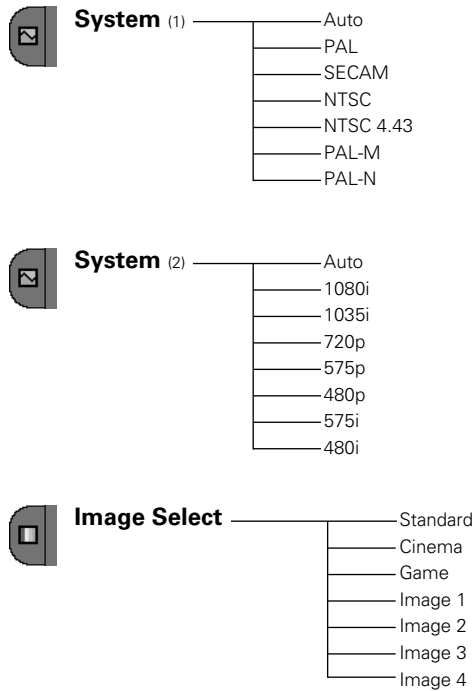 System (1)
Auto
PAL
SECAM
NTSC
NTSC 4.43
PAL-M
PAL-N
System (2)
Auto
1080i
1035i
720p
575p
480p
575i
480i
Image Select
Standard
Cinema
Game
Image 1
Image 2
Image 3
Image 4